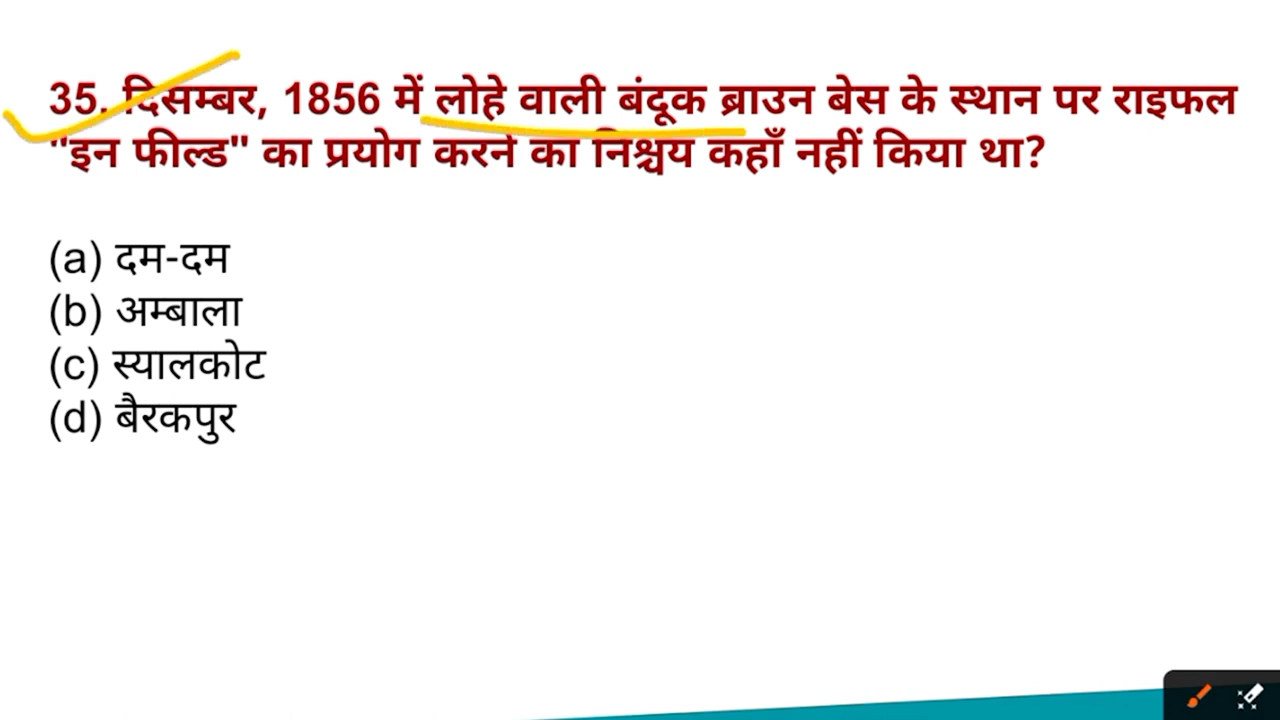 35. दिसम्बर, 1856 में लोहे वाली बंदूक ब्राउन बेस के स्थान पर राइफल
"इन फील्ड" का प्रयोग करने का निश्चय कहाँ नहीं किया था?
(a) दम-दम
(b) अम्बाला
(c) स्यालकोट
(d) बैरकपुर